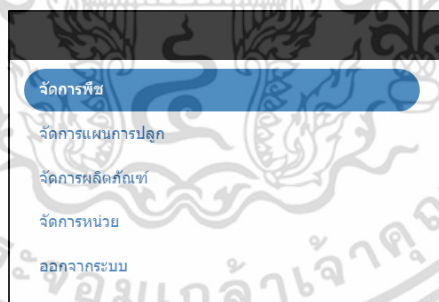 จัดการพืช
จัดการแผนการปลูก
จัดการผลิตภัณฑ์
จัดการหน่วย
ออกจากระบบ